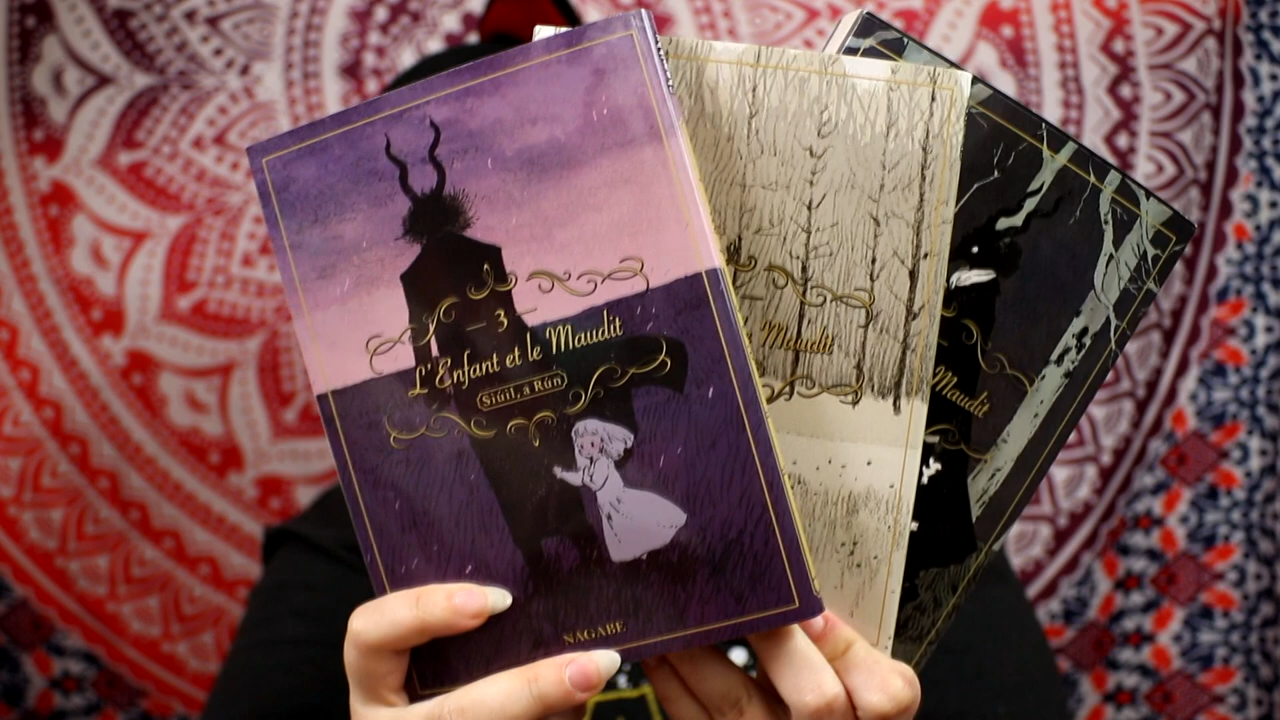 — 3 —
L'Enfant et le Maudit
Siúil, a Rún
NAGABE
Maudit
Maudit